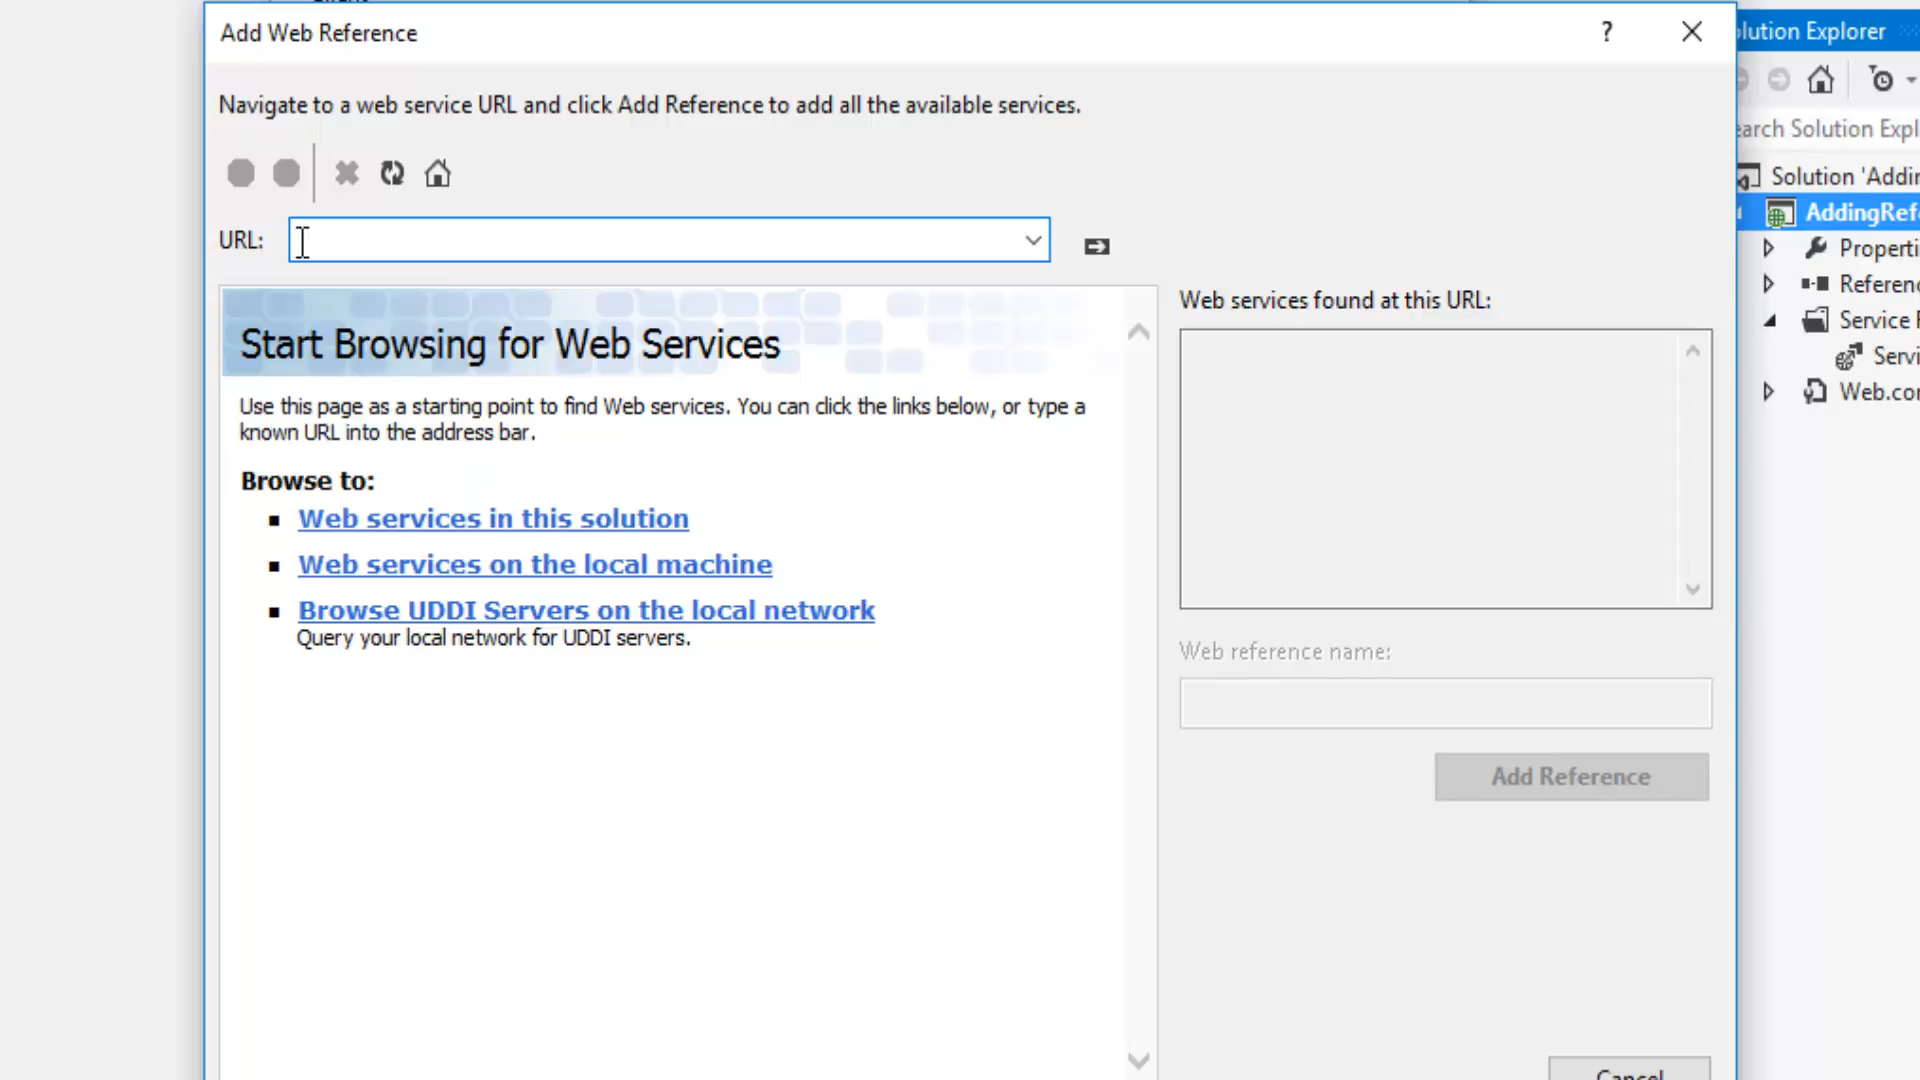 Add Web Reference
?
Navigate to a web service URL and click Add Reference to add all the available services.
URL:
Start Browsing for Web Services
Use this page as a starting point to find Web services. You can click the links below, or type a
known URL into the address bar.
Browse to:
Web services in this solution
Web services on the local machine
Browse UDDI Servers on the local network
Query your local network for UDDI servers.
Web services found at this URL:
Web reference name:
Add Reference
Cancel
lution Explorer
earch Solution Expl
Solution 'Addin
AddingRef
Properti
Referenc
Service
Servi
Web.con